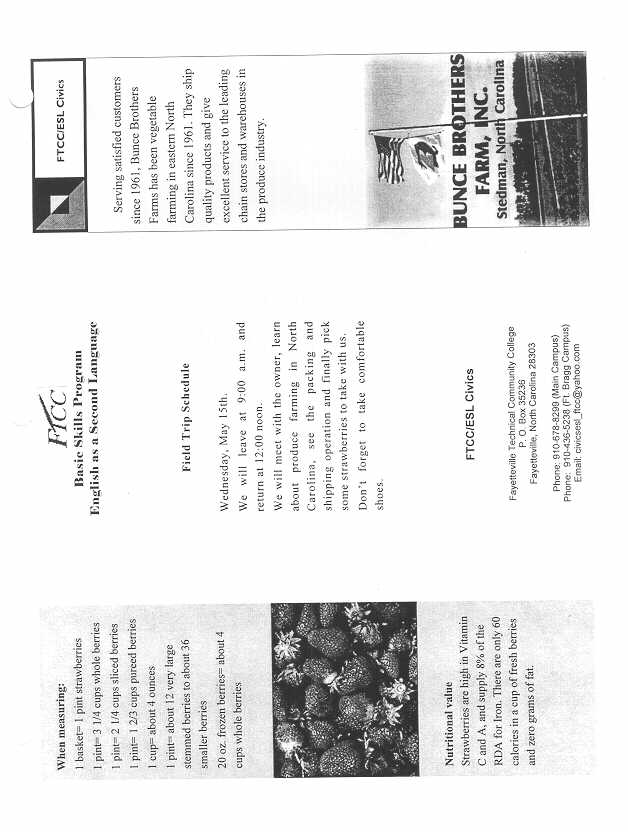 When measuring:
1 basket= 1 pint strawberries
1 pint= 3 1/4 cups whole berries
1 pint= 2 1/4 cups sliced berries
1 pint= 1 2/3 cups pureed berries
1 cup= about 4 ounces
1 pint= about 12 very large
stemmed berries to about 36
smaller berries
20 oz. frozen berries= about 4
cups whole berries
Nutritional value
Strawberries are high in Vitamin
C and A, and supply 8% of the
RDA for Iron. There are only 60
calories in a cup of fresh berries
and zero grams of fat.
FTCC
Basic Skills Program
English as a Second Language
Field Trip Schedule
Wednesday, May 15th.
We will leave at 9:00 a.m. and
return at 12:00 noon.
We will meet with the owner, learn
about produce farming in North
Carolina, see the packing and
shipping operation and finally pick
some strawberries to take with us.
Don't forget to take comfortable
shoes.
FTCC/ESL Civics
Fayetteville Technical Community College
P. O. Box 35236
Fayetteville, North Carolina 28303
Phone: 910-678-8299 (Main Campus)
Phone: 910-436-5238 (Ft. Bragg Campus)
Email: civicsesl_ftcc@yahoo.com
FTCC/ESL Civics
Serving satisfied customers
since 1961, Bunce Brothers
Farms has been vegetable
farming in eastern North
Carolina since 1961. They ship
quality products and give
excellent service to the leading
chain stores and warehouses in
the produce industry.
BUNCE BROTHERS
FARM, INC.
Stedman, North Carolina